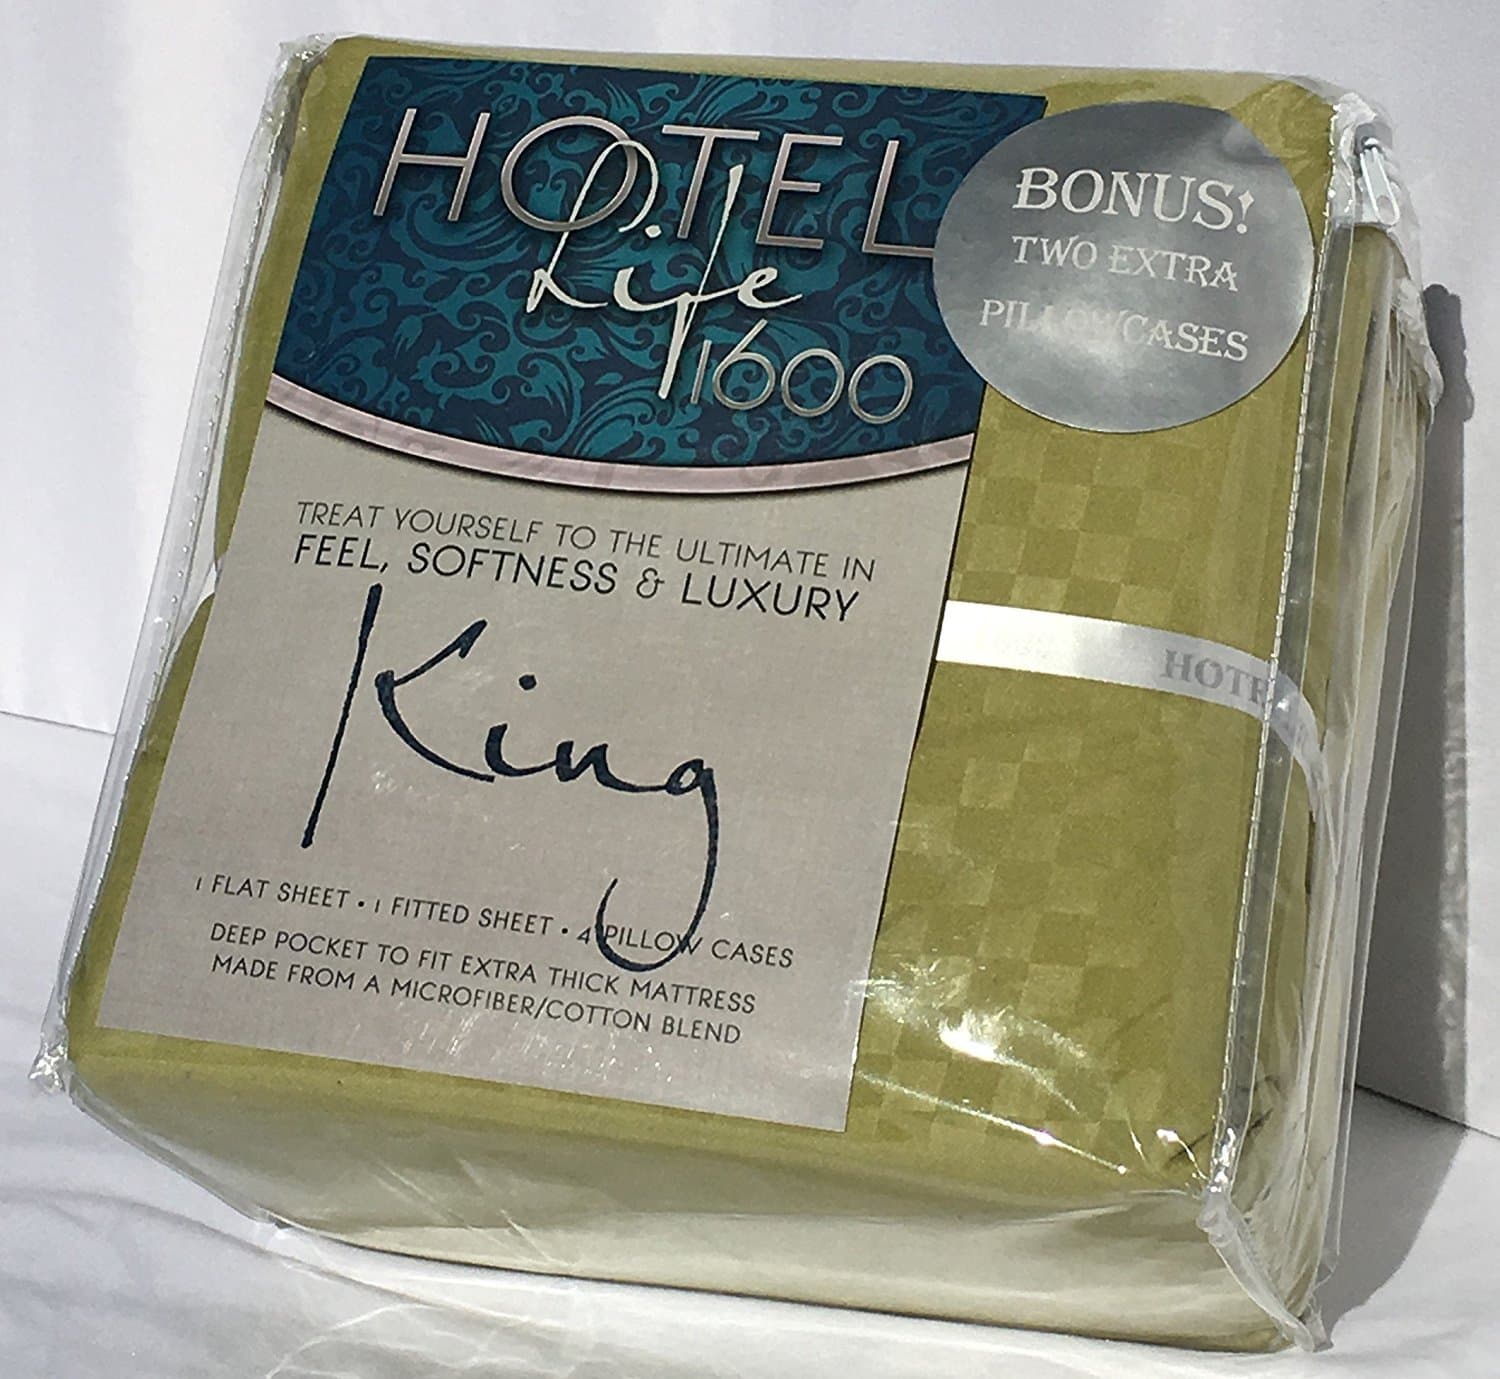 HOTEL
Life
1600
BONUS!
TWO EXTRA
PILLOWCASES
TREAT YOURSELF TO THE ULTIMATE IN
FEEL, SOFTNESS & LUXURY
King
1 FLAT SHEET • 1 FITTED SHEET • 4 PILLOW CASES
DEEP POCKET TO FIT EXTRA THICK MATTRESS
MADE FROM A MICROFIBER/COTTON BLEND
HOTE